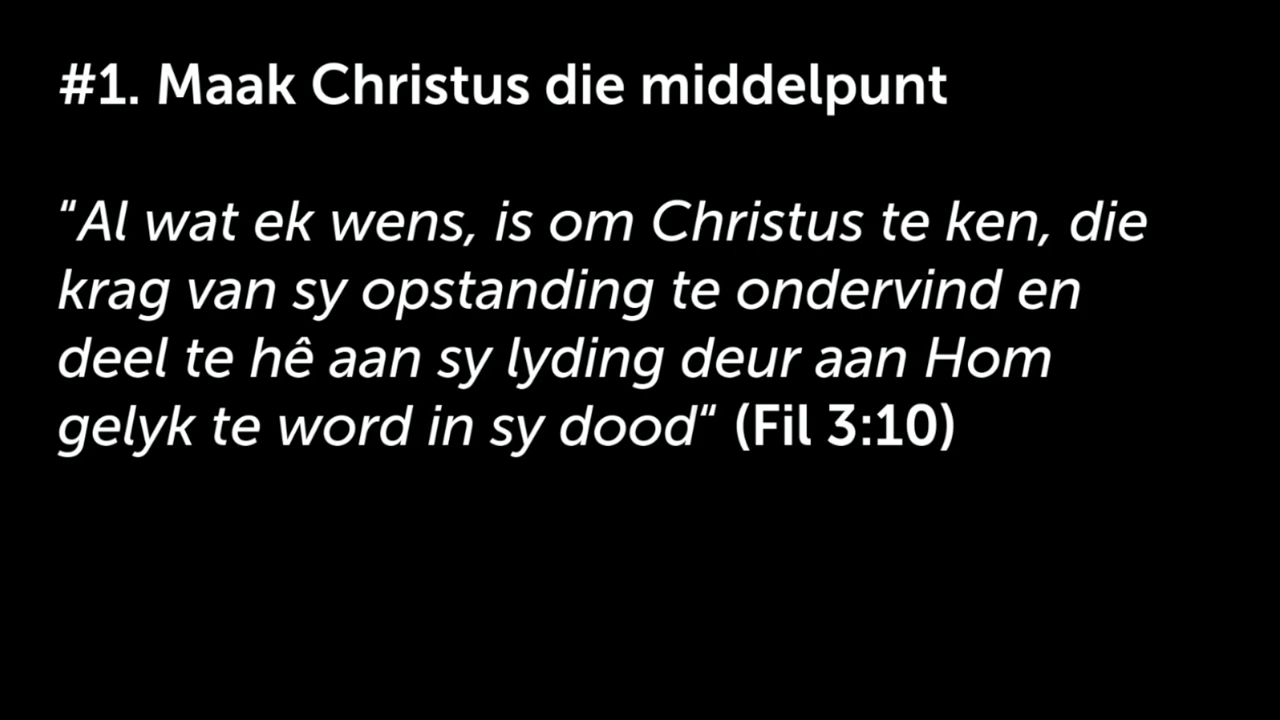 #1. Maak Christus die middelpunt
“Al wat ek wens, is om Christus te ken, die
krag van sy opstanding te ondervind en
deel te hê aan sy lyding deur aan Hom
gelyk te word in sy dood“ (Fil 3:10)